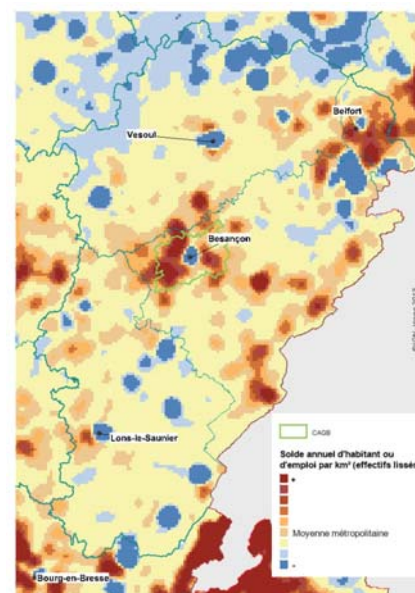 Belfort
Vesoul
Besançon
Lons-le-Saunier
CAGB
Solde annuel d'habitant ou
d'emploi par km² (effectifs lissés
+
Moyenne métropolitaine
-
Bourg-en-Bresse